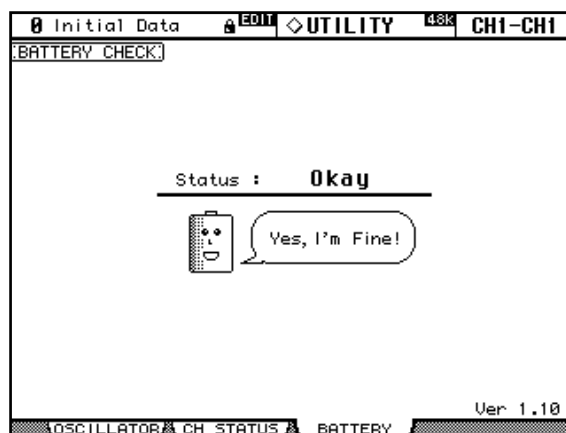 0 Initial Data EDIT ◇UTILITY 48k CH1-CH1
BATTERY CHECK
Status : Okay
Yes, I'm Fine!
Ver 1.10
OSCILLATOR CH STATUS BATTERY